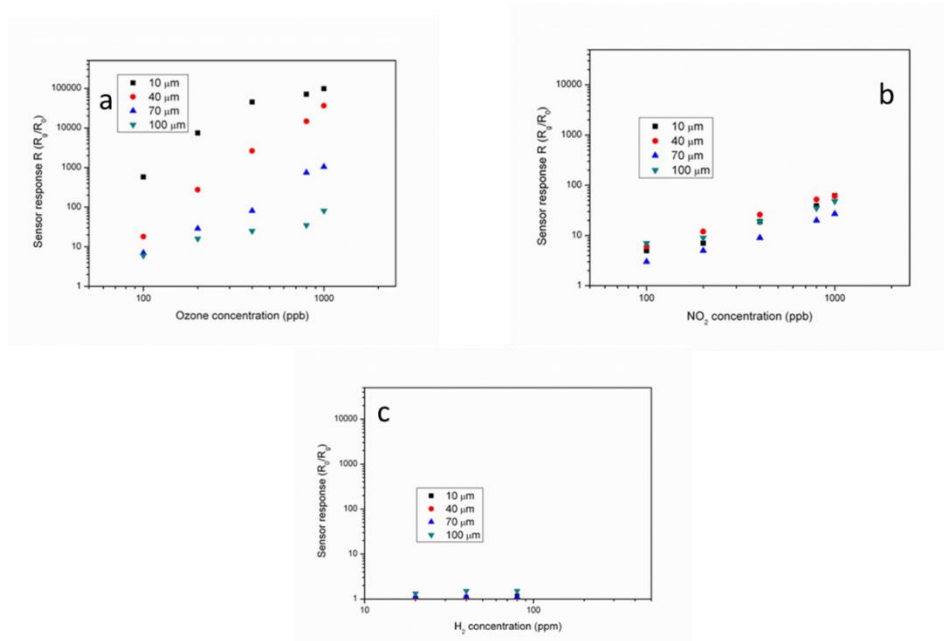 a
10 μm
40 μm
70 μm
100 μm
100000
10000
1000
100
10
1
Sensor response R (Rg/R0)
100 1000
Ozone concentration (ppb)
b
10 μm
40 μm
70 μm
100 μm
10000
1000
100
10
1
Sensor response R (Rg/R0)
100 1000
NO2 concentration (ppb)
c
10 μm
40 μm
70 μm
100 μm
10000
1000
100
10
1
Sensor response (R0/Rg)
10 100
H2 concentration (ppm)